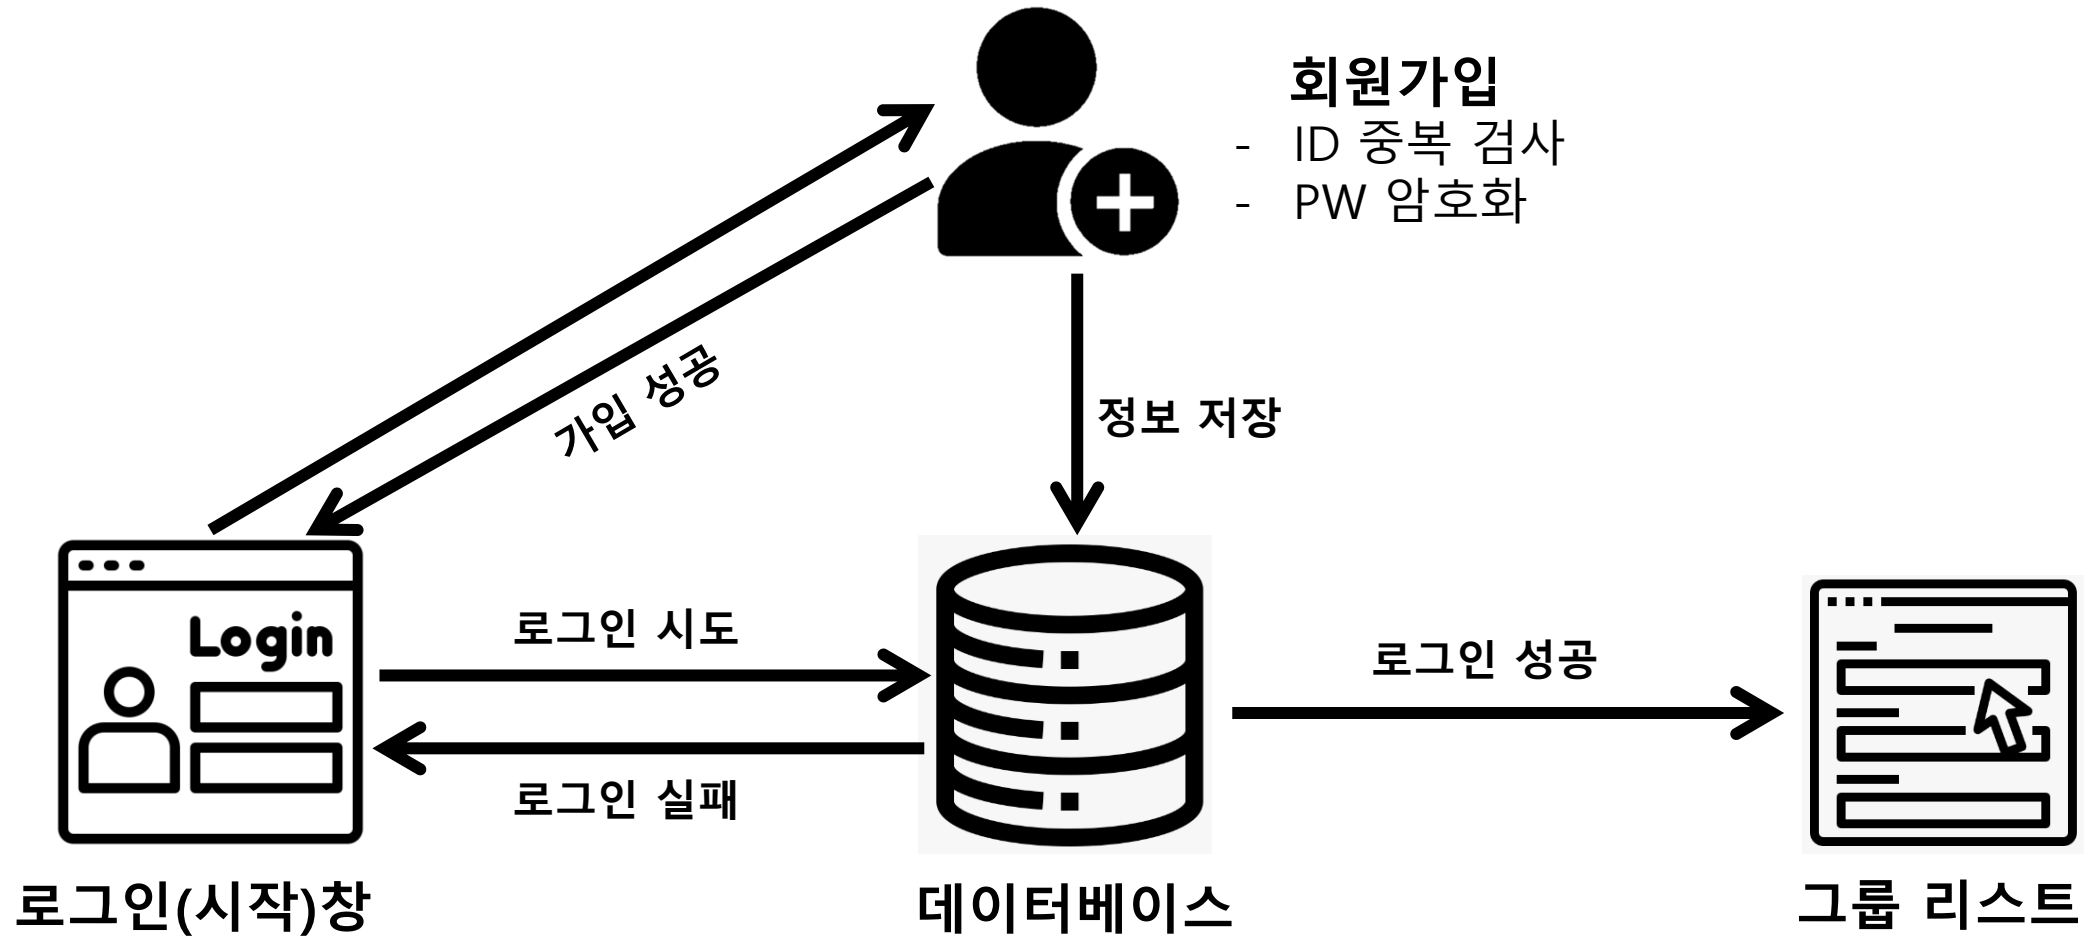 회원가입
- ID 중복 검사
- PW 암호화
가입 성공
정보 저장
Login
로그인 시도
로그인 성공
로그인 실패
로그인(시작)창
데이터베이스
그룹 리스트